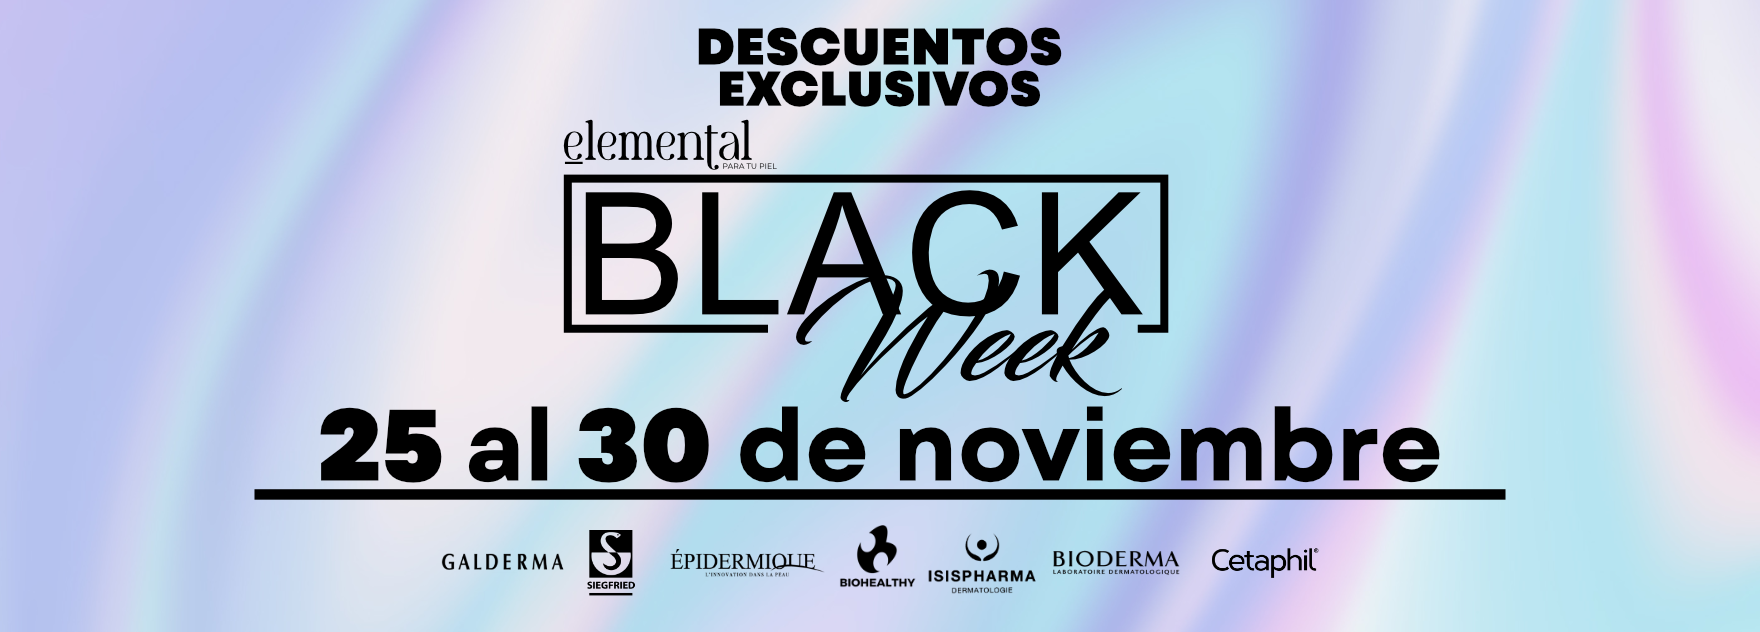 DESCUENTOS
EXCLUSIVOS
elemental
PARA TU PIEL
BLACK
Week
25 al 30 de noviembre
GALDERMA
S
SIEGFRIED
ÉPIDERMIQUE
L'INNOVATION DANS LA PEAU
BIOHEALTHY
ISISPHARMA
DERMATOLOGIE
BIODERMA
LABORATOIRE DERMATOLOGIQUE
Cetaphil®